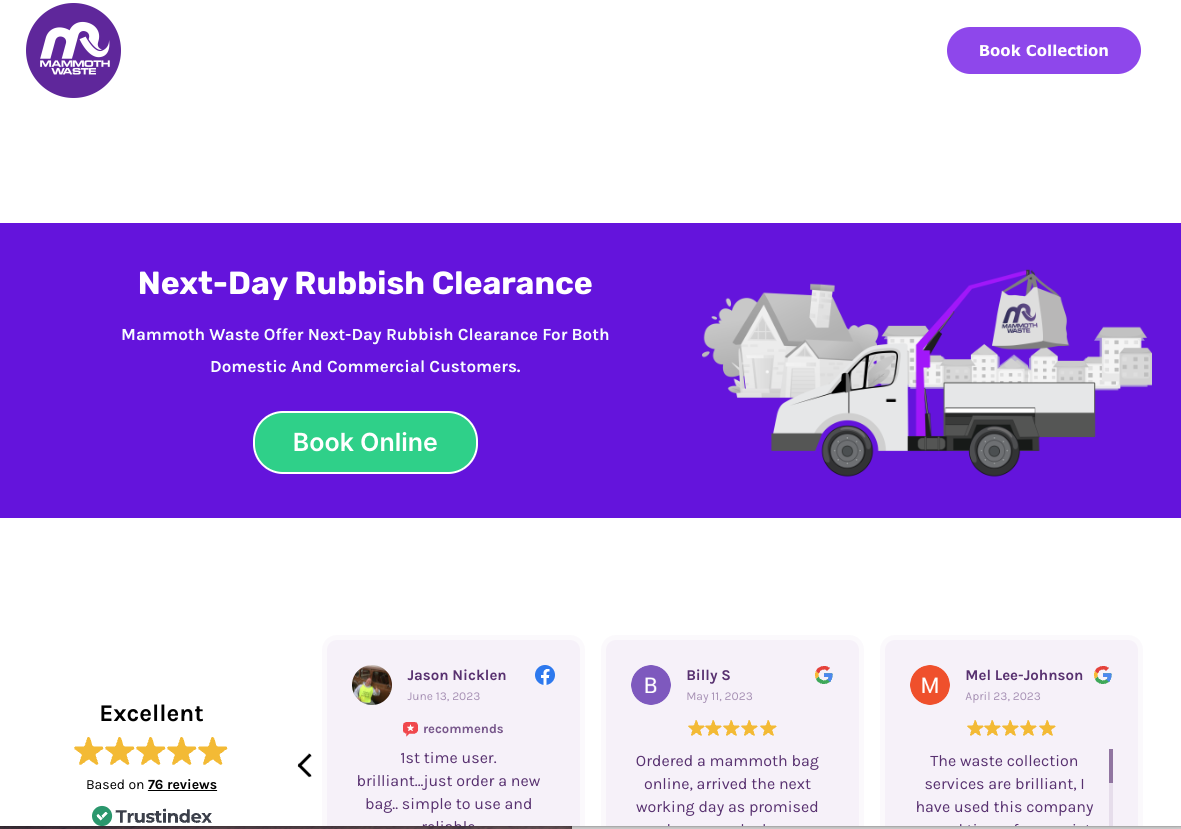 MAMMOTH
WASTE
Book Collection
Next-Day Rubbish Clearance
Mammoth Waste Offer Next-Day Rubbish Clearance For Both
Domestic And Commercial Customers.
Book Online
MAMMOTH
WASTE
Excellent
Based on 76 reviews
Trustindex
Jason Nicklen
June 13, 2023
recommends
1st time user.
brilliant...just order a new
bag.. simple to use and
reliable
B
Billy S
May 11, 2023
Ordered a mammoth bag
online, arrived the next
working day as promised
M
Mel Lee-Johnson
April 23, 2023
The waste collection
services are brilliant, I
have used this company